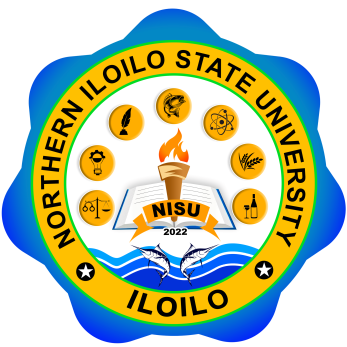 NORTHERN ILOILO STATE UNIVERSITY
NISU
2022
ILOILO